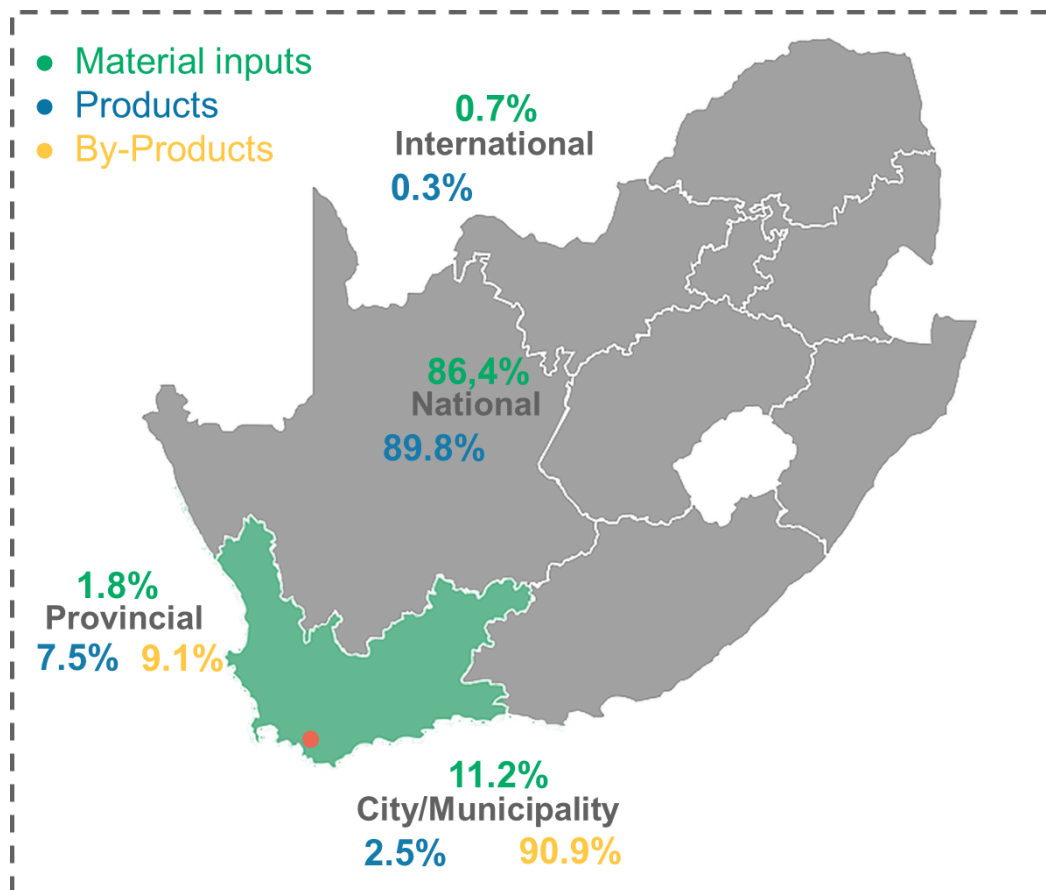 Material inputs
Products
By-Products
0.7%
International
0.3%
86,4%
National
89.8%
1.8%
Provincial
7.5% 9.1%
11.2%
City/Municipality
2.5% 90.9%